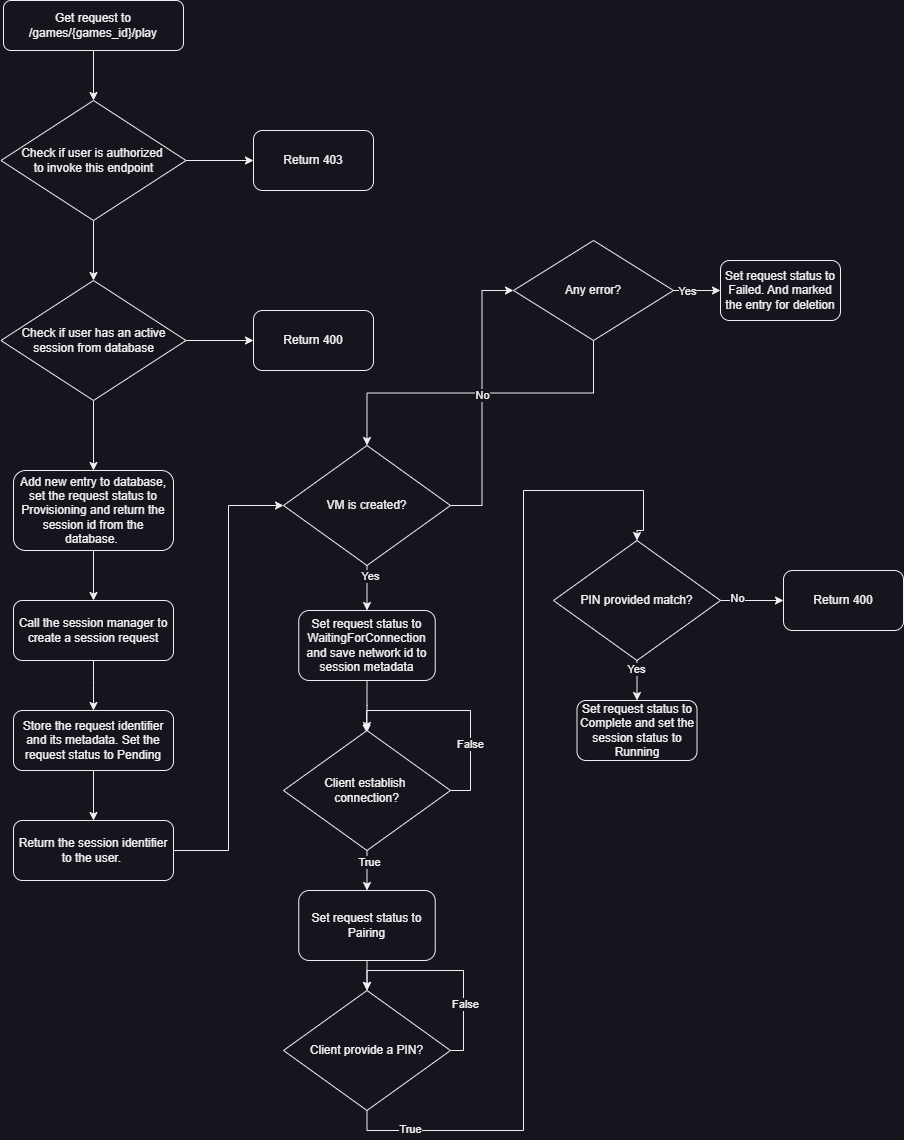 Get request to
/games/{games_id}/play
Check if user is authorized
to invoke this endpoint
Return 403
Check if user has an active
session from database
Return 400
Add new entry to database,
set the request status to
Provisioning and return the
session id from the
database.
Call the session manager to
create a session request
Store the request identifier
and its metadata. Set the
request status to Pending
Return the session identifier
to the user.
Any error?
Yes
Set request status to
Failed. And marked
the entry for deletion
No
VM is created?
Yes
Set request status to
WaitingForConnection
and save network id to
session metadata
False
Client establish
connection?
True
Set request status to
Pairing
False
Client provide a PIN?
True
PIN provided match?
No
Return 400
Yes
Set request status to
Complete and set the
session status to
Running